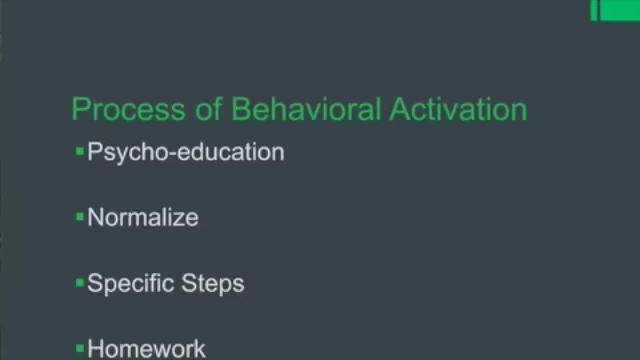 Process of Behavioral Activation
Psycho-education
Normalize
Specific Steps
Homework